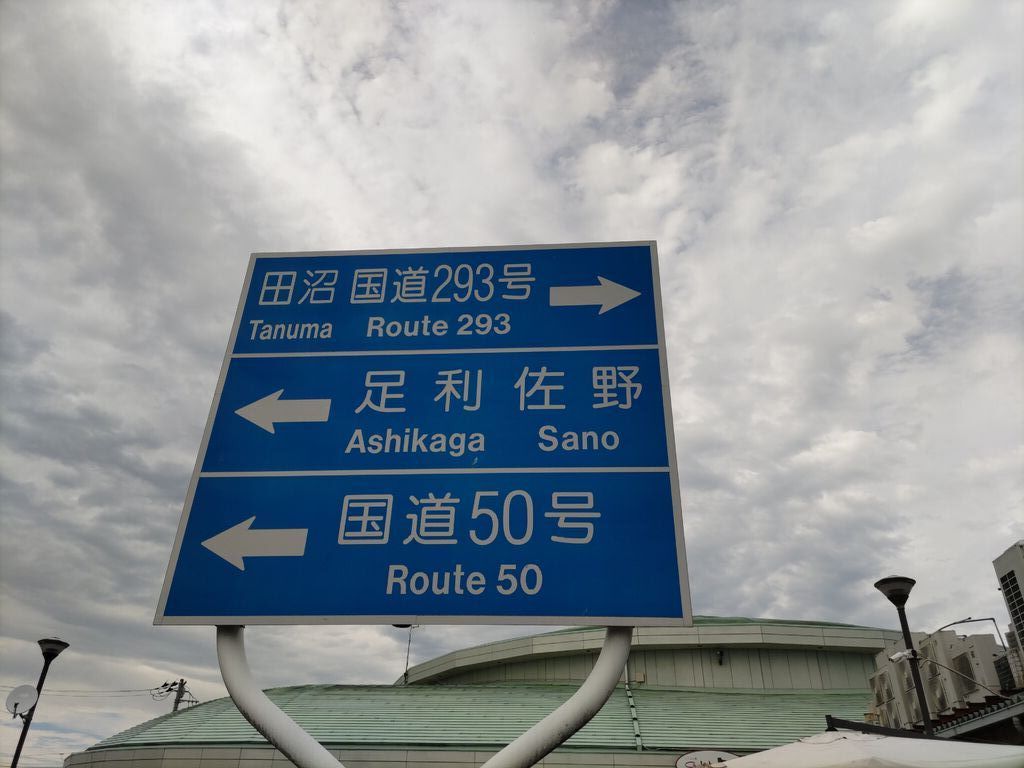 田沼 国道293号
Tanuma Route 293
足利 佐野
Ashikaga Sano
国道50号
Route 50